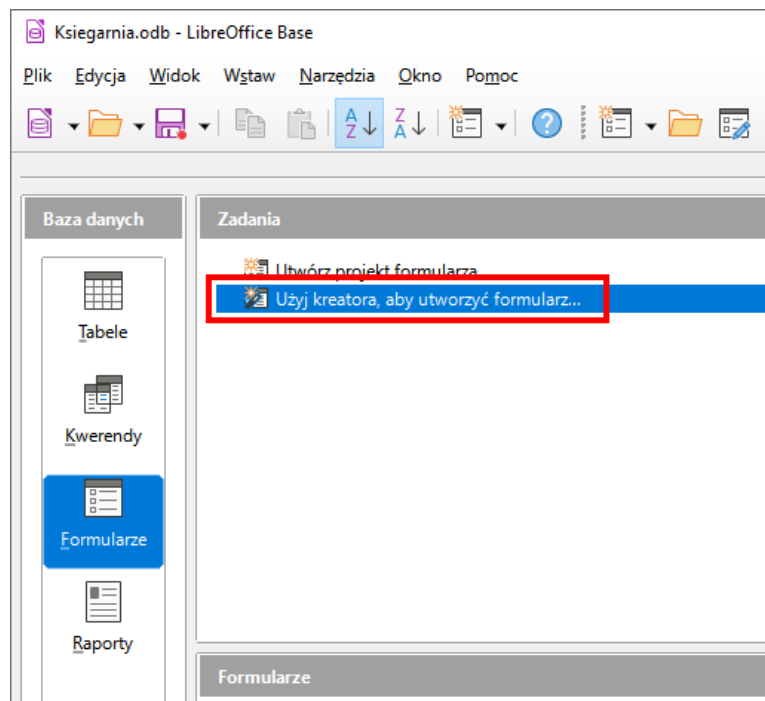 Ksiegarnia.odb - LibreOffice Base
Plik Edycja Widok Wstaw Narzędzia Okno Pomoc
Baza danych
Zadania
Utwórz projekt formularza
Użyj kreatora, aby utworzyć formularz...
Tabele
Kwerendy
Formularze
Raporty
Formularze